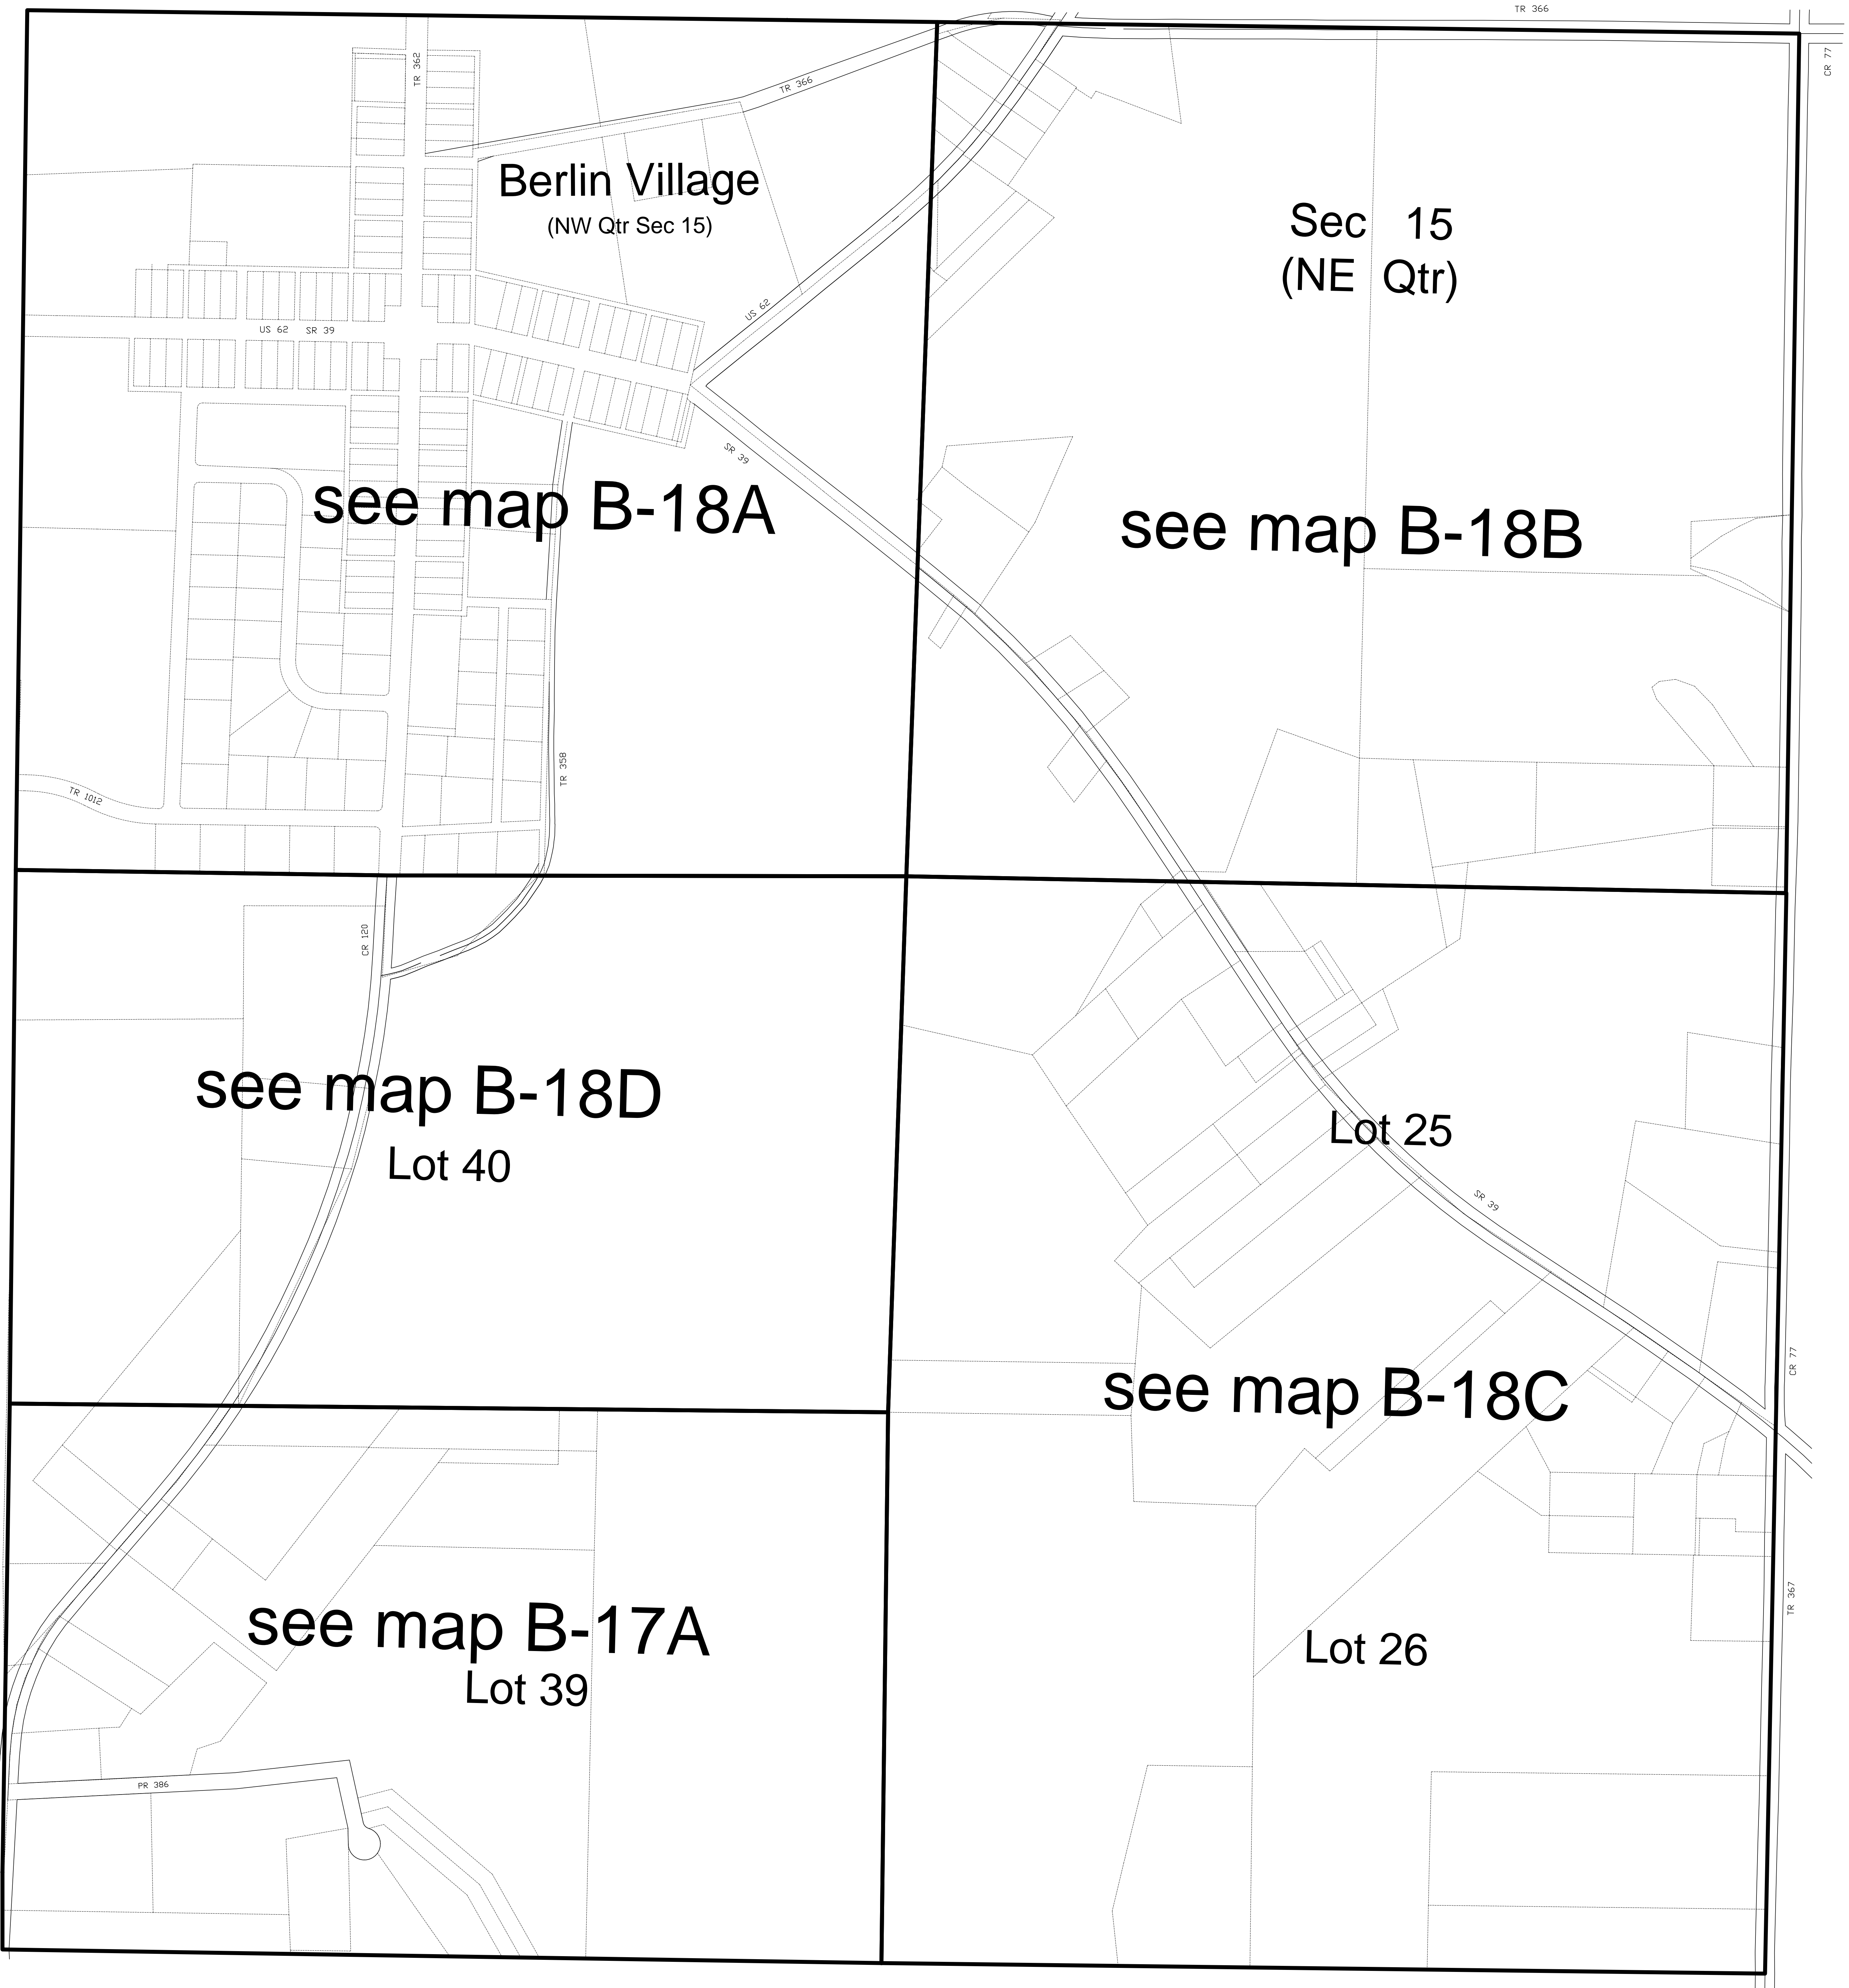 TR 366
CR 77
TR 362
TR 366
Berlin Village
(NW Qtr Sec 15)
Sec 15
(NE Qtr)
US 62
US 62 SR 39
SR 39
see map B-18A
see map B-18B
TR 358
TR 1012
CR 120
see map B-18D
Lot 40
Lot 25
SR 39
CR 77
see map B-18C
TR 367
see map B-17A
Lot 39
Lot 26
PR 386